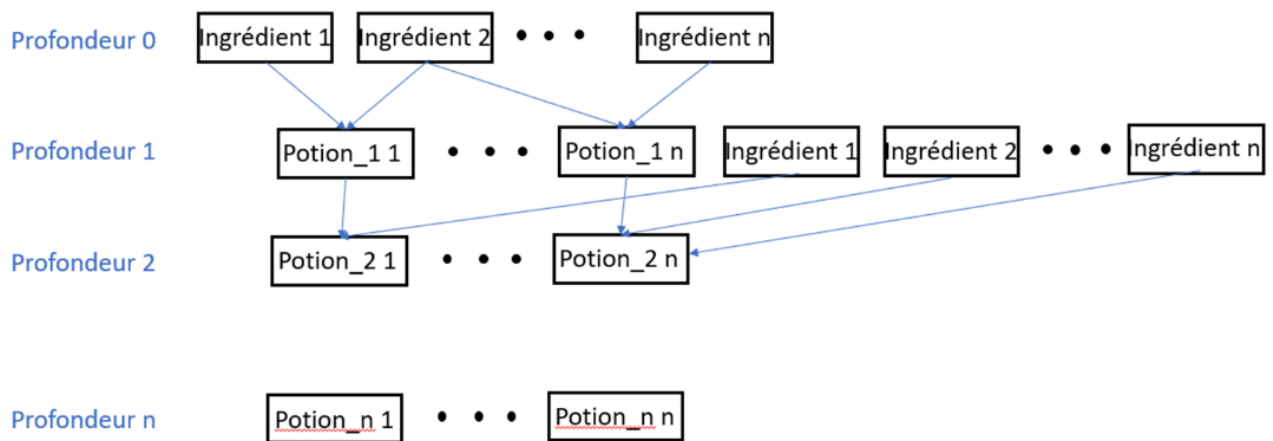 Profondeur 0 Ingrédient 1 Ingrédient 2 • • • Ingrédient n
Profondeur 1 Potion_1 1 • • • Potion_1 n Ingrédient 1 Ingrédient 2 • • • Ingrédient n
Profondeur 2 Potion_2 1 • • • Potion_2 n
Profondeur n Potion_n 1 • • • Potion_n n